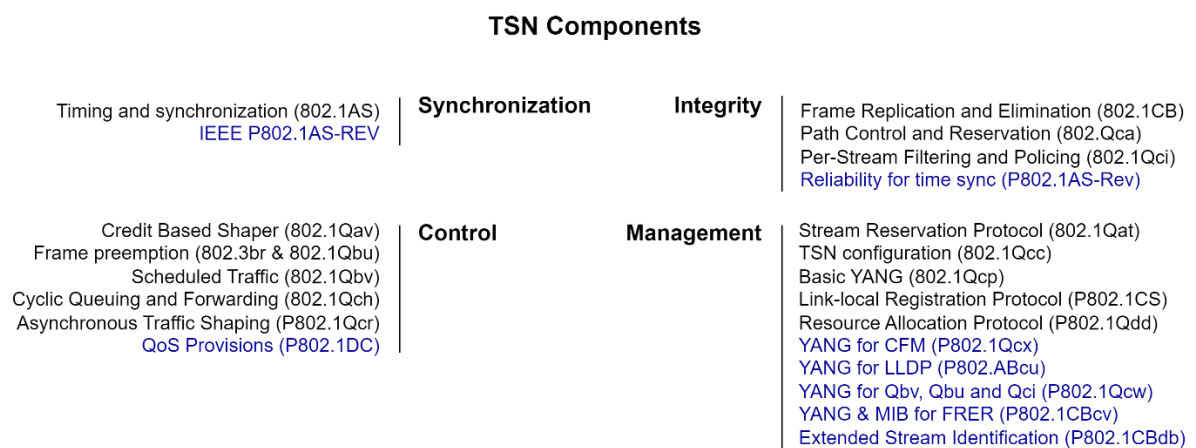 TSN Components
Timing and synchronization (802.1AS)
IEEE P802.1AS-REV
Synchronization
Integrity
Frame Replication and Elimination (802.1CB)
Path Control and Reservation (802.Qca)
Per-Stream Filtering and Policing (802.1Qci)
Reliability for time sync (P802.1AS-Rev)
Credit Based Shaper (802.1Qav)
Frame preemption (802.3br & 802.1Qbu)
Scheduled Traffic (802.1Qbv)
Cyclic Queuing and Forwarding (802.1Qch)
Asynchronous Traffic Shaping (P802.1Qcr)
QoS Provisions (P802.1DC)
Control
Management
Stream Reservation Protocol (802.1Qat)
TSN configuration (802.1Qcc)
Basic YANG (802.1Qcp)
Link-local Registration Protocol (P802.1CS)
Resource Allocation Protocol (P802.1Qdd)
YANG for CFM (P802.1Qcx)
YANG for LLDP (P802.ABcu)
YANG for Qbv, Qbu and Qci (P802.1Qcw)
YANG & MIB for FRER (P802.1CBcv)
Extended Stream Identification (P802.1CBdb)